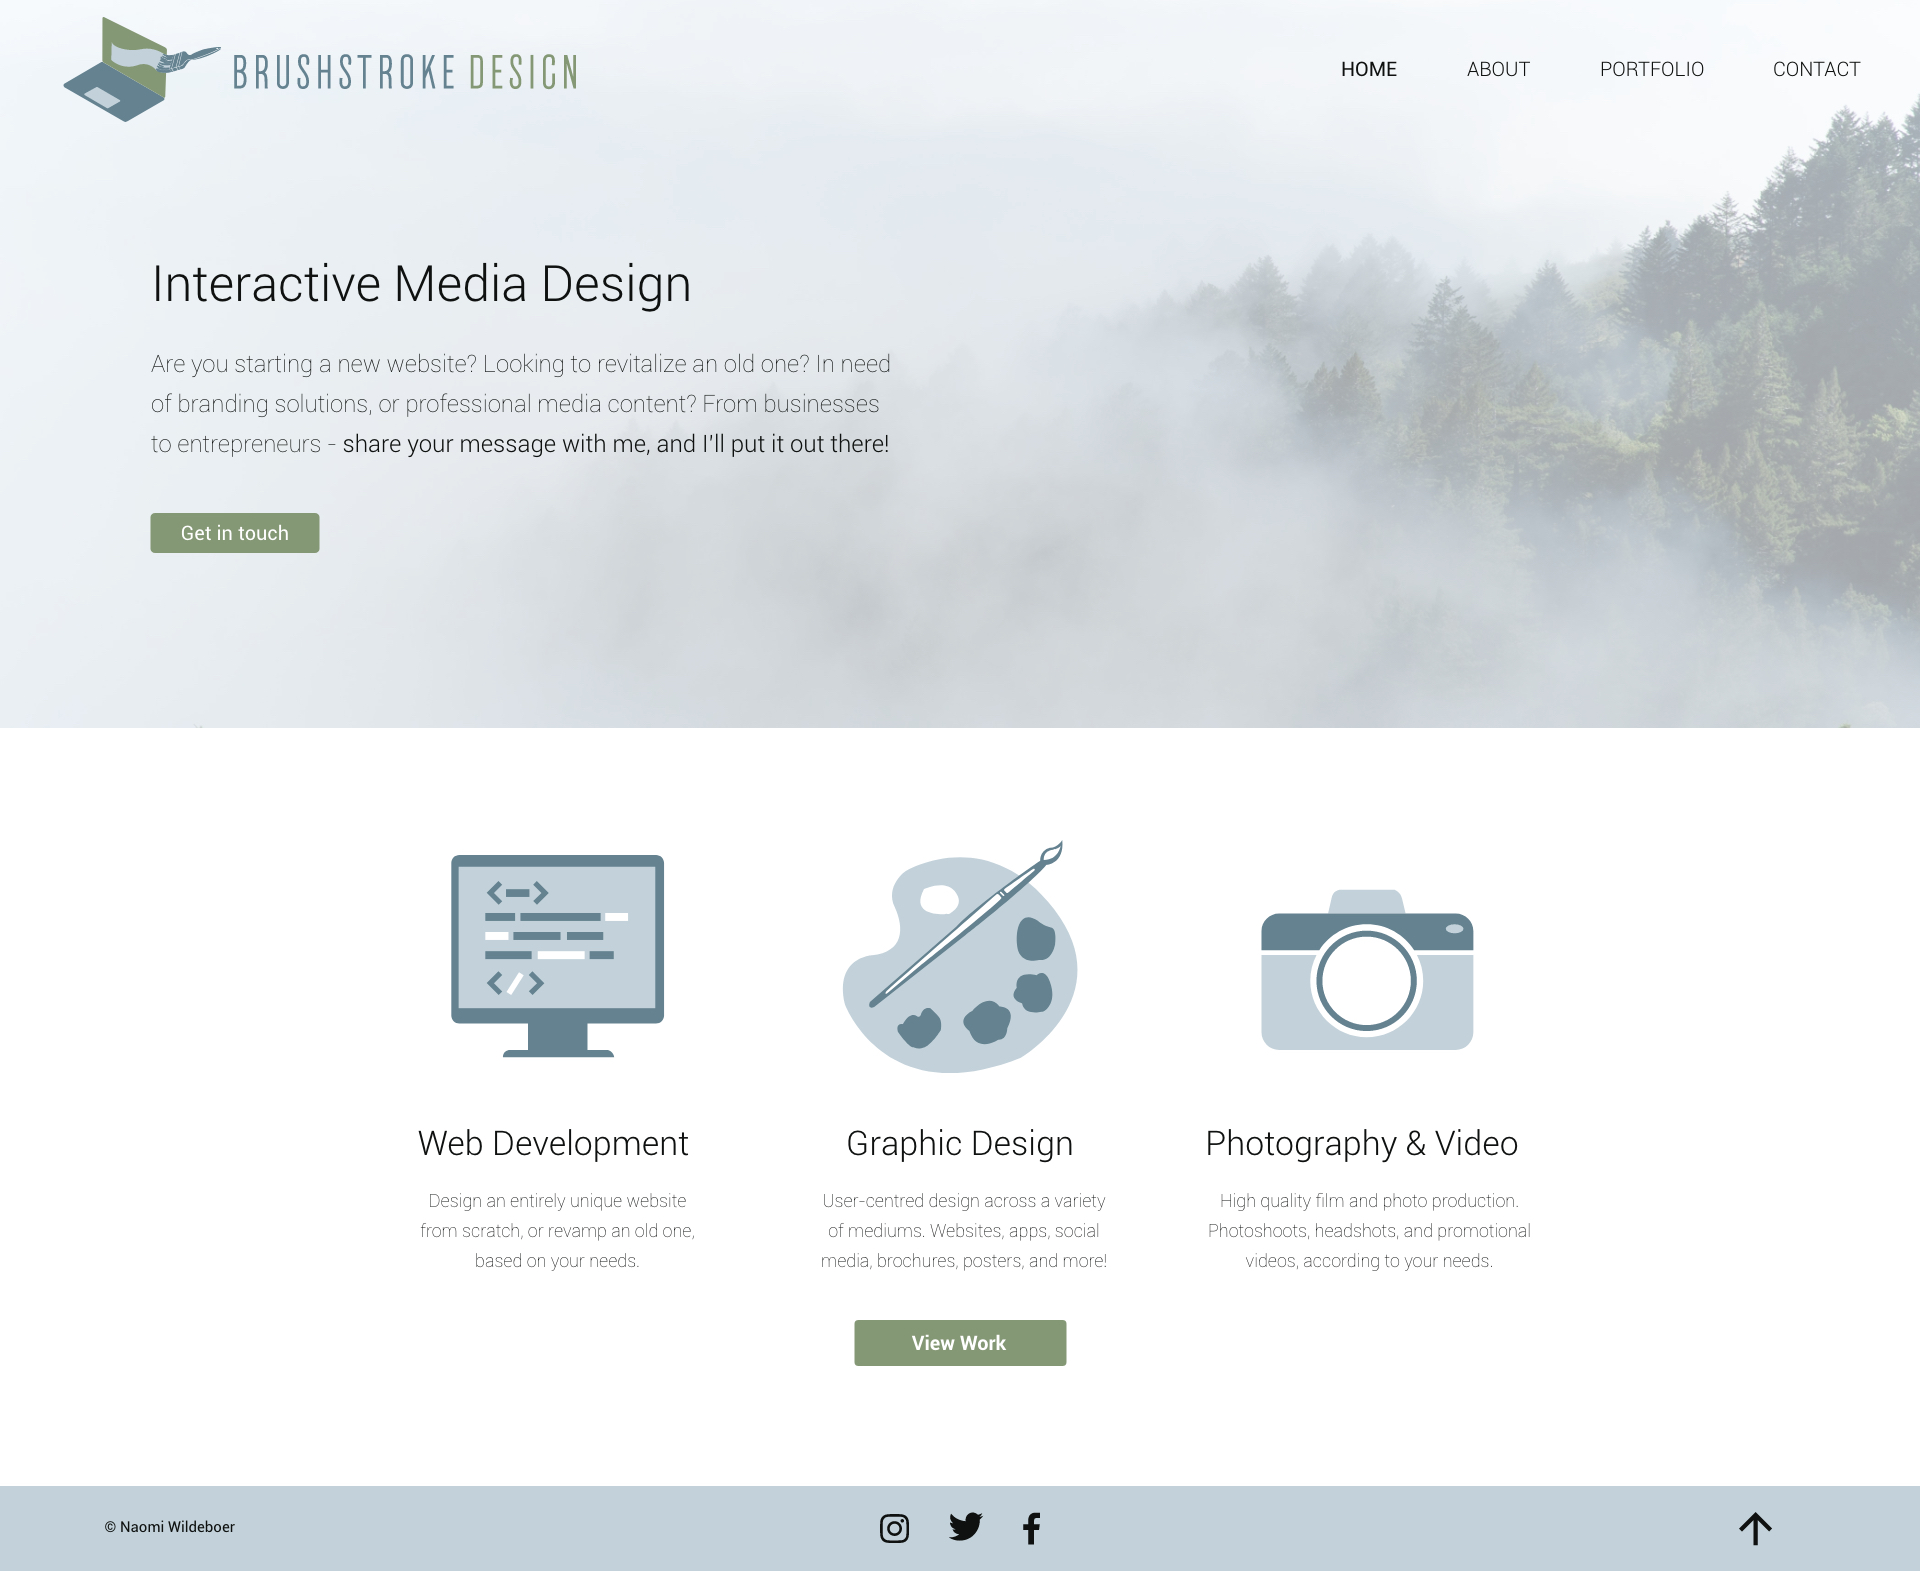 BRUSHSTROKE DESIGN
HOME ABOUT PORTFOLIO CONTACT
Interactive Media Design
Are you starting a new website? Looking to revitalize an old one? In need
of branding solutions, or professional media content? From businesses
to entrepreneurs - share your message with me, and I'll put it out there!
Get in touch
Web Development
Design an entirely unique website
from scratch, or revamp an old one,
based on your needs.
Graphic Design
User-centred design across a variety
of mediums. Websites, apps, social
media, brochures, posters, and more!
Photography & Video
High quality film and photo production.
Photoshoots, headshots, and promotional
videos, according to your needs.
View Work
© Naomi Wildeboer